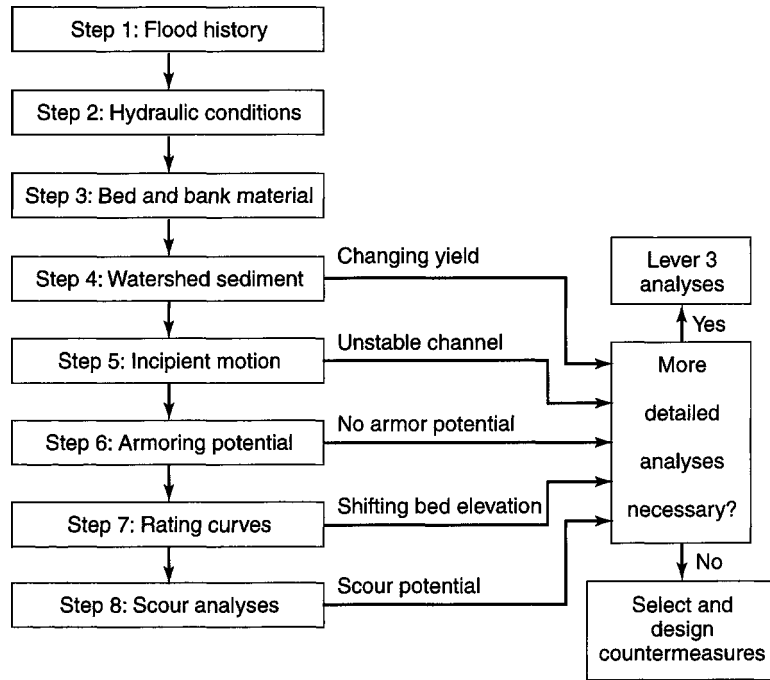 Step 1: Flood history
Step 2: Hydraulic conditions
Step 3: Bed and bank material
Step 4: Watershed sediment
Changing yield
Lever 3
analyses
Yes
Step 5: Incipient motion
Unstable channel
More
detailed
analyses
necessary?
Step 6: Armoring potential
No armor potential
Step 7: Rating curves
Shifting bed elevation
Step 8: Scour analyses
Scour potential
No
Select and
design
countermeasures